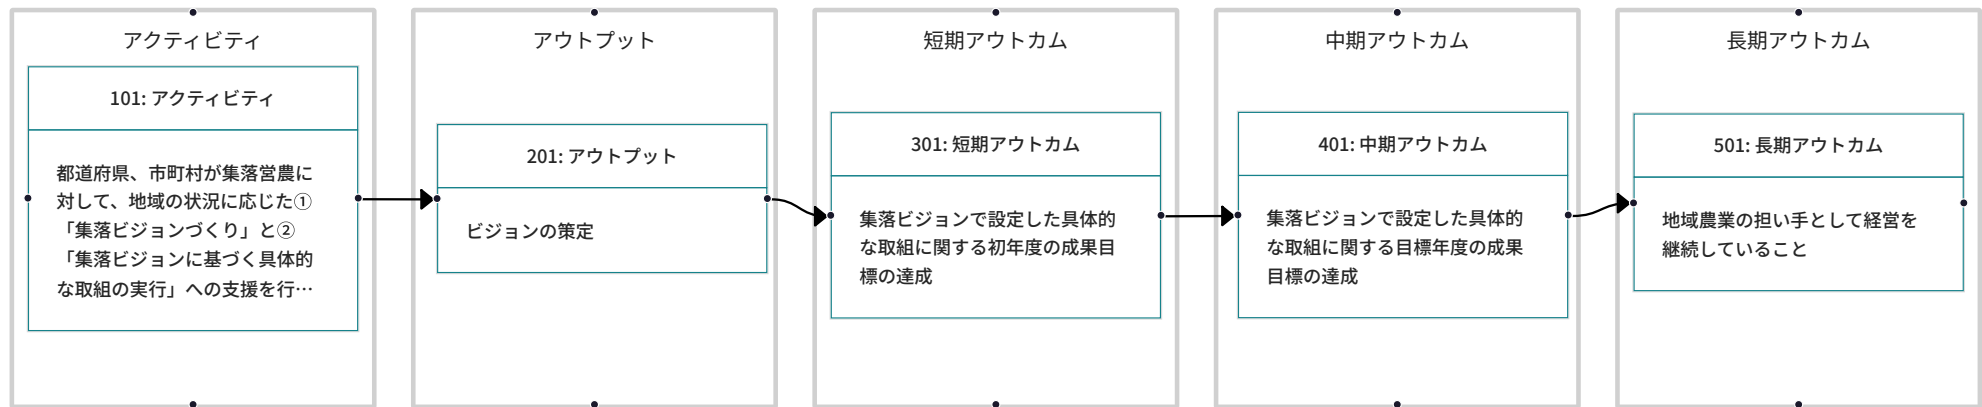 アクティビティ
101: アクティビティ
都道府県、市町村が集落営農に
対して、地域の状況に応じた①
「集落ビジョンづくり」と②
「集落ビジョンに基づく具体的
な取組の実行」への支援を行…
アウトプット
201: アウトプット
ビジョンの策定
短期アウトカム
301: 短期アウトカム
集落ビジョンで設定した具体的
な取組に関する初年度の成果目
標の達成
中期アウトカム
401: 中期アウトカム
集落ビジョンで設定した具体的
な取組に関する目標年度の成果
目標の達成
長期アウトカム
501: 長期アウトカム
地域農業の担い手として経営を
継続していること